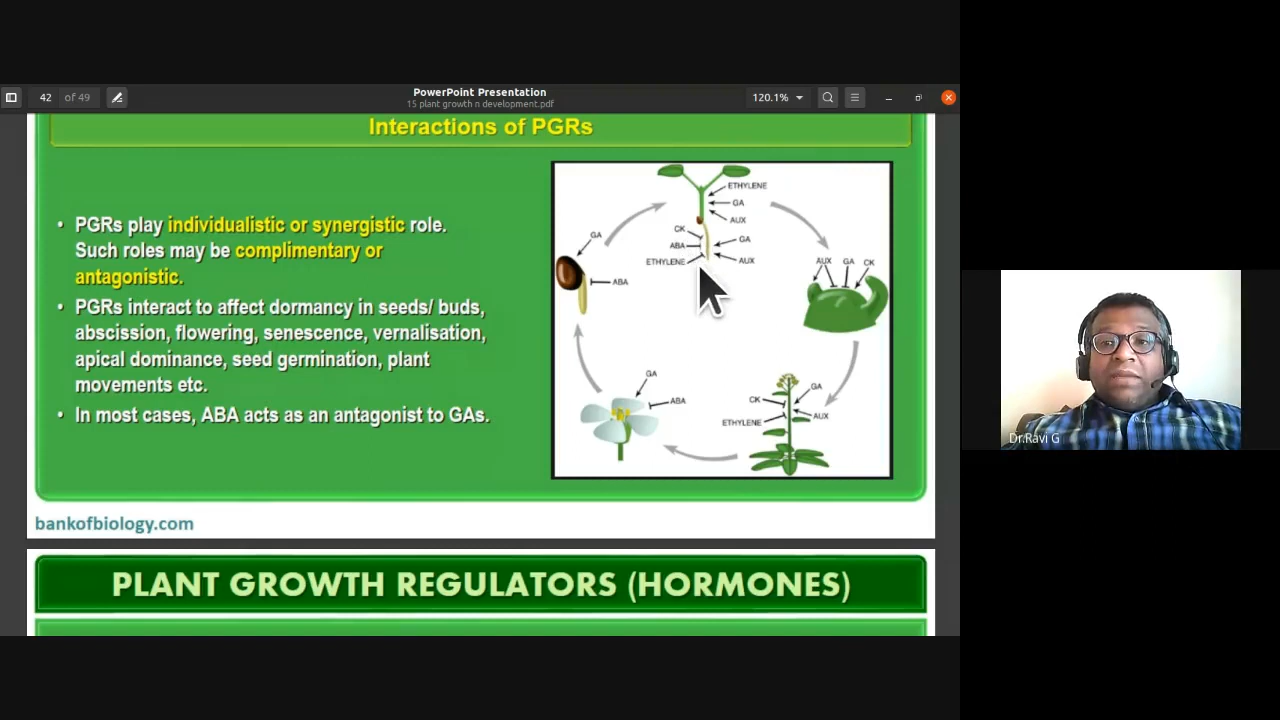 PowerPoint Presentation
42 of 49
15 plant growth n development.pdf
120.1%
Interactions of PGRs
• PGRs play individualistic or synergistic role.
Such roles may be complimentary or
antagonistic.
• PGRs interact to affect dormancy in seeds/ buds,
abscission, flowering, senescence, vernalisation,
apical dominance, seed germination, plant
movements etc.
• In most cases, ABA acts as an antagonist to GAs.
ETHYLENE
GA
AUX
CK
ABA
ETHYLENE
GA
AUX
GA
ABA
AUX GA CK
GA
ABA
GA
CK
AUX
ETHYLENE
bankofbiology.com
PLANT GROWTH REGULATORS (HORMONES)
Dr.Ravi G